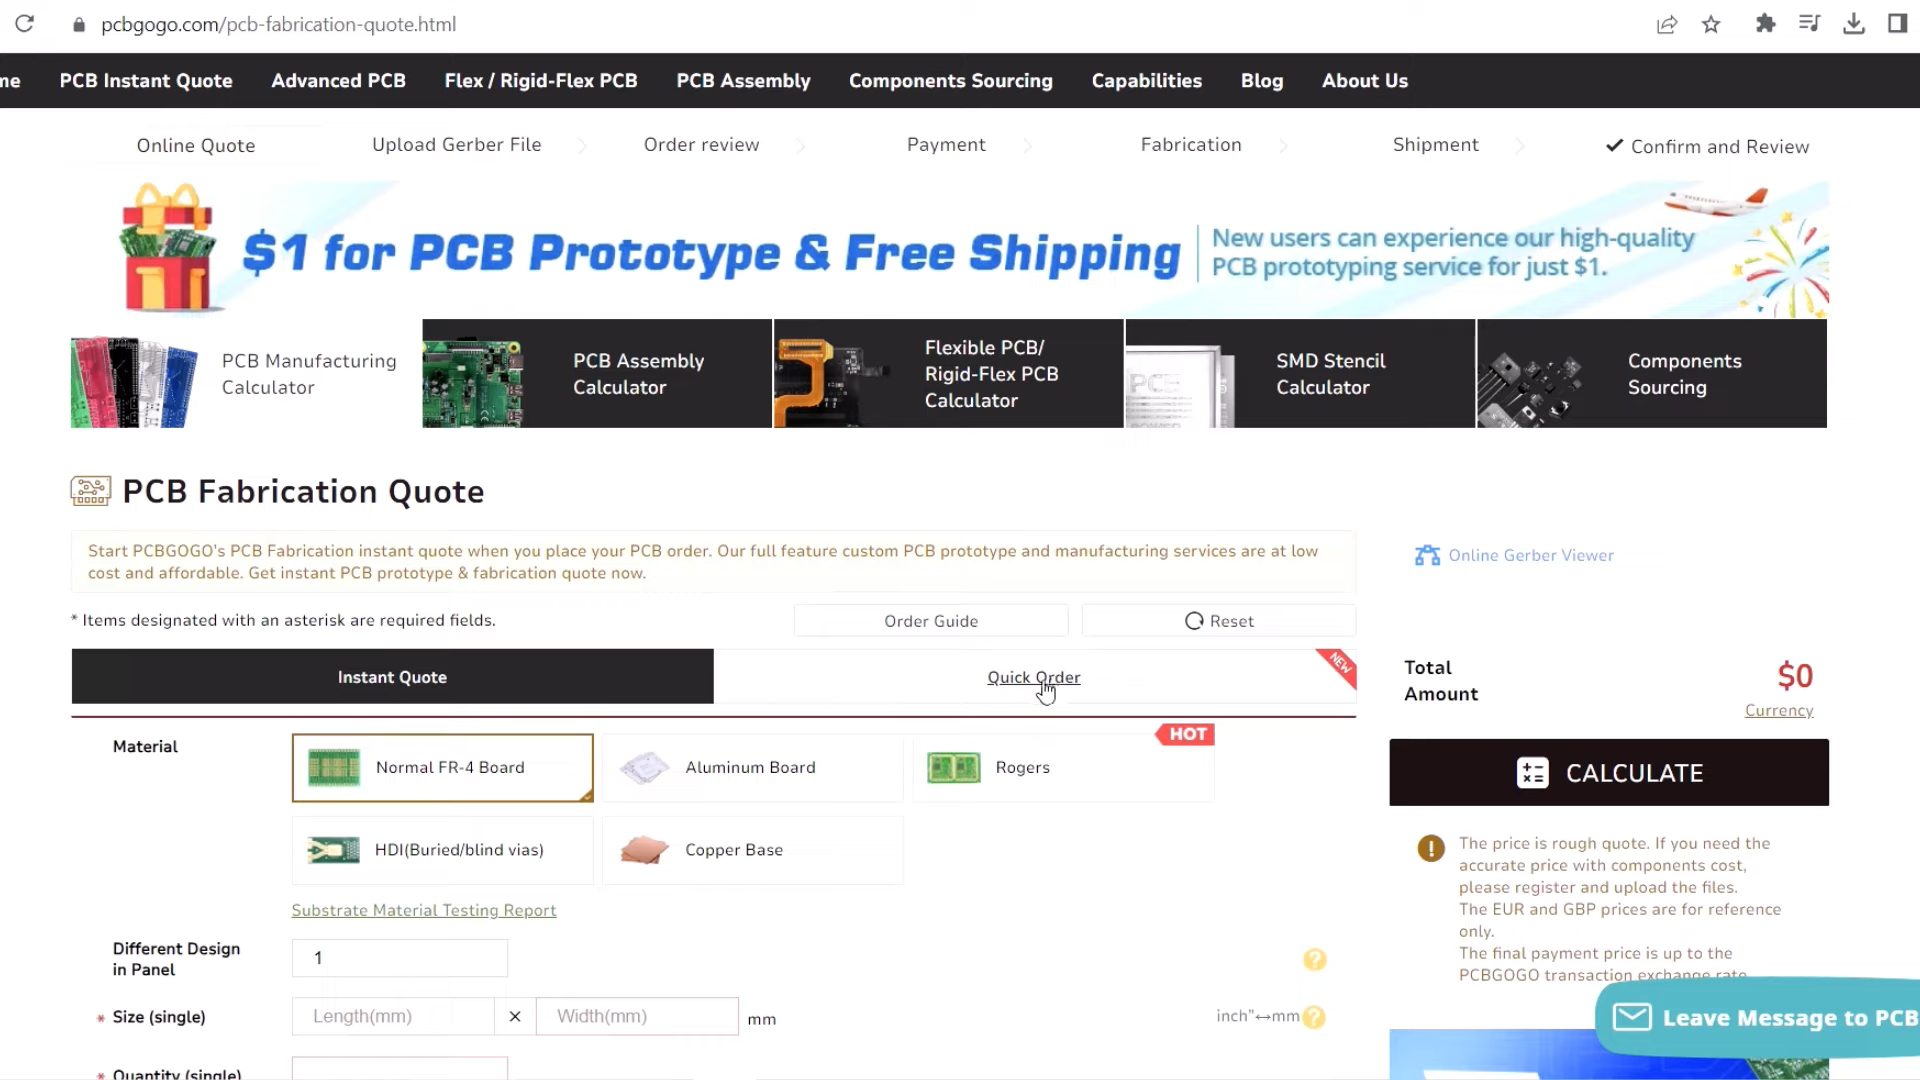 pcbgogo.com/pcb-fabrication-quote.html
me PCB Instant Quote Advanced PCB Flex / Rigid-Flex PCB PCB Assembly Components Sourcing Capabilities Blog About Us
Online Quote Upload Gerber File Order review Payment Fabrication Shipment Confirm and Review
$1 for PCB Prototype & Free Shipping
New users can experience our high-quality
PCB prototyping service for just $1.
PCB Manufacturing
Calculator
PCB Assembly
Calculator
Flexible PCB/
Rigid-Flex PCB
Calculator
SMD Stencil
Calculator
Components
Sourcing
PCB Fabrication Quote
Start PCBGOGO's PCB Fabrication instant quote when you place your PCB order. Our full feature custom PCB prototype and manufacturing services are at low
cost and affordable. Get instant PCB prototype & fabrication quote now.
Online Gerber Viewer
* Items designated with an asterisk are required fields.
Order Guide
Reset
Instant Quote
Quick Order
NEW
Total
Amount
$0
Currency
CALCULATE
Material
Normal FR-4 Board
Aluminum Board
HOT
Rogers
HDI(Buried/blind vias)
Copper Base
Substrate Material Testing Report
The price is rough quote. If you need the
accurate price with components cost,
please register and upload the files.
The EUR and GBP prices are for reference
only.
The final payment price is up to the
PCBGOGO transaction exchange rate
Different Design
in Panel
1
?
* Size (single)
Length(mm) × Width(mm) mm
inch"↔mm ?
* Quantity (single)
Leave Message to PCB